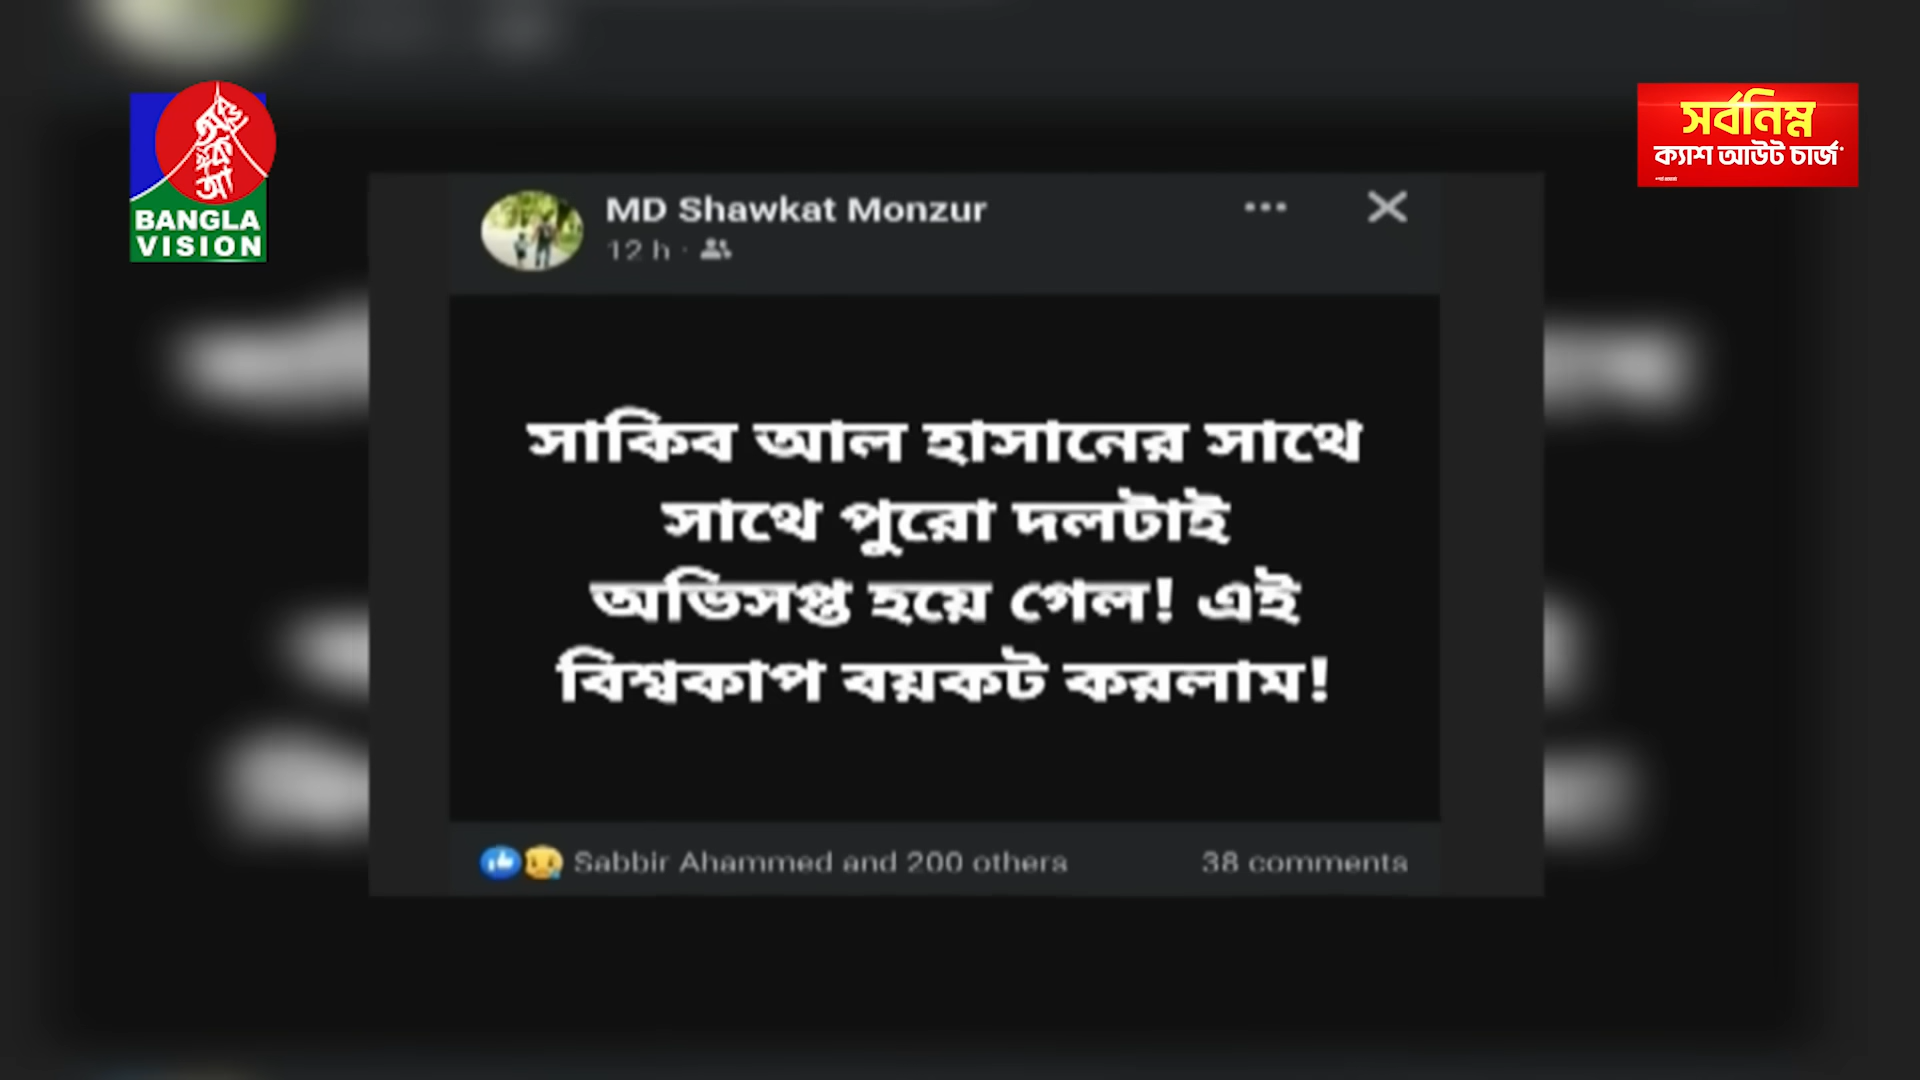 BANGLA
VISION
সর্বনিম্ন
ক্যাশ আউট চার্জ*
MD Shawkat Monzur
12 h ·
সাকিব আল হাসানের সাথে
সাথে পুরো দলটাই
অভিসপ্ত হয়ে গেল! এই
বিশ্বকাপ বয়কট করলাম!
Sabbir Ahammed and 200 others
38 comments